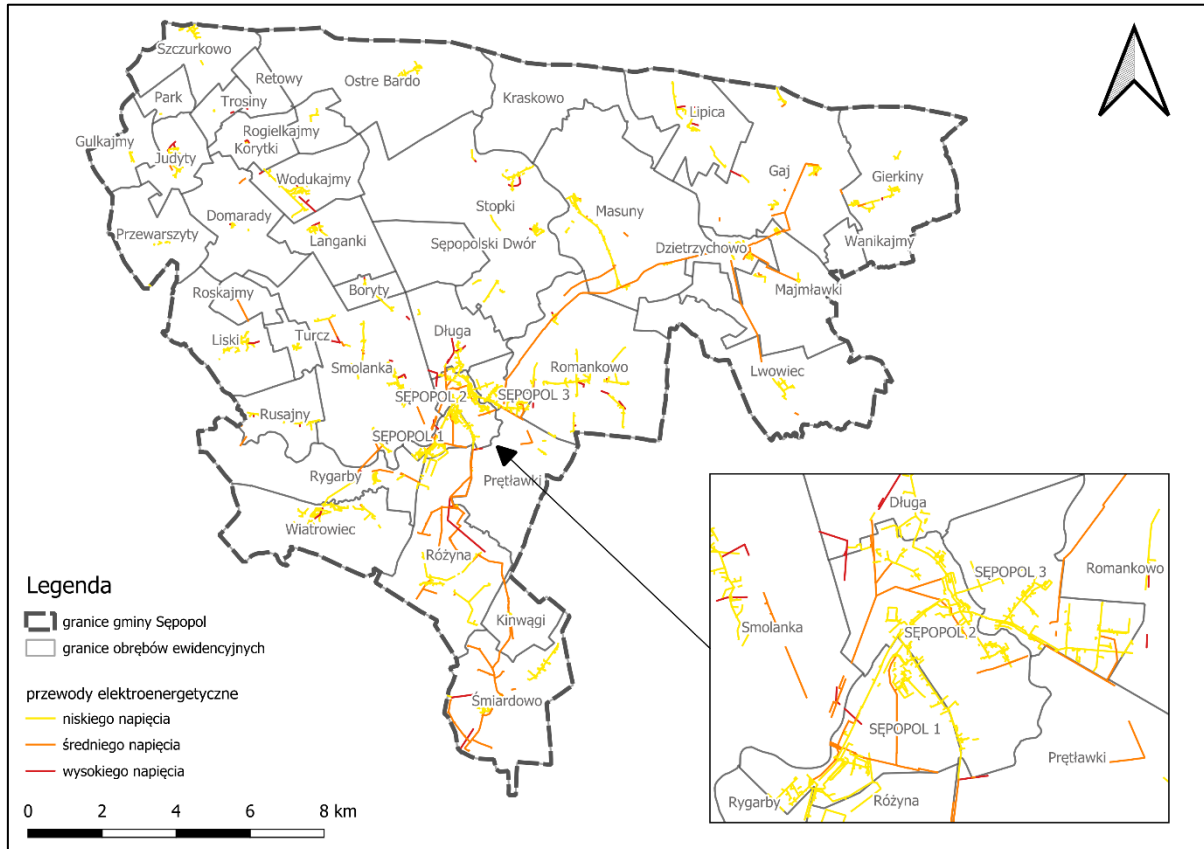 Szczurkowo
Retowy
Ostre Bardo
Kraskowo
Park
Trosiny
Lipica
Gulkajmy
Rogielkajmy
Korytki
Judyty
Gaj
Gierkiny
Wodukajmy
Stopki
Masuny
Domarady
Przewarszyty
Langanki
Sępopolski Dwór
Dzietrzychowo
Wanikajmy
Boryty
Majmławki
Roskajmy
Liski
Turcz
Długa
Smolanka
Romankowo
Lwowiec
SĘPOPOL 2
SĘPOPOL 3
Rusajny
SĘPOPOL 1
Rygarby
Prętławki
Wiatrowiec
Różyna
Kinwągi
Śmiardowo
Legenda
granice gminy Sępopol
granice obrębów ewidencyjnych
przewody elektroenergetyczne
niskiego napięcia
średniego napięcia
wysokiego napięcia
0 2 4 6 8 km
Długa
SĘPOPOL 3
Romankowo
Smolanka
SĘPOPOL 2
SĘPOPOL 1
Prętławki
Rygarby
Różyna